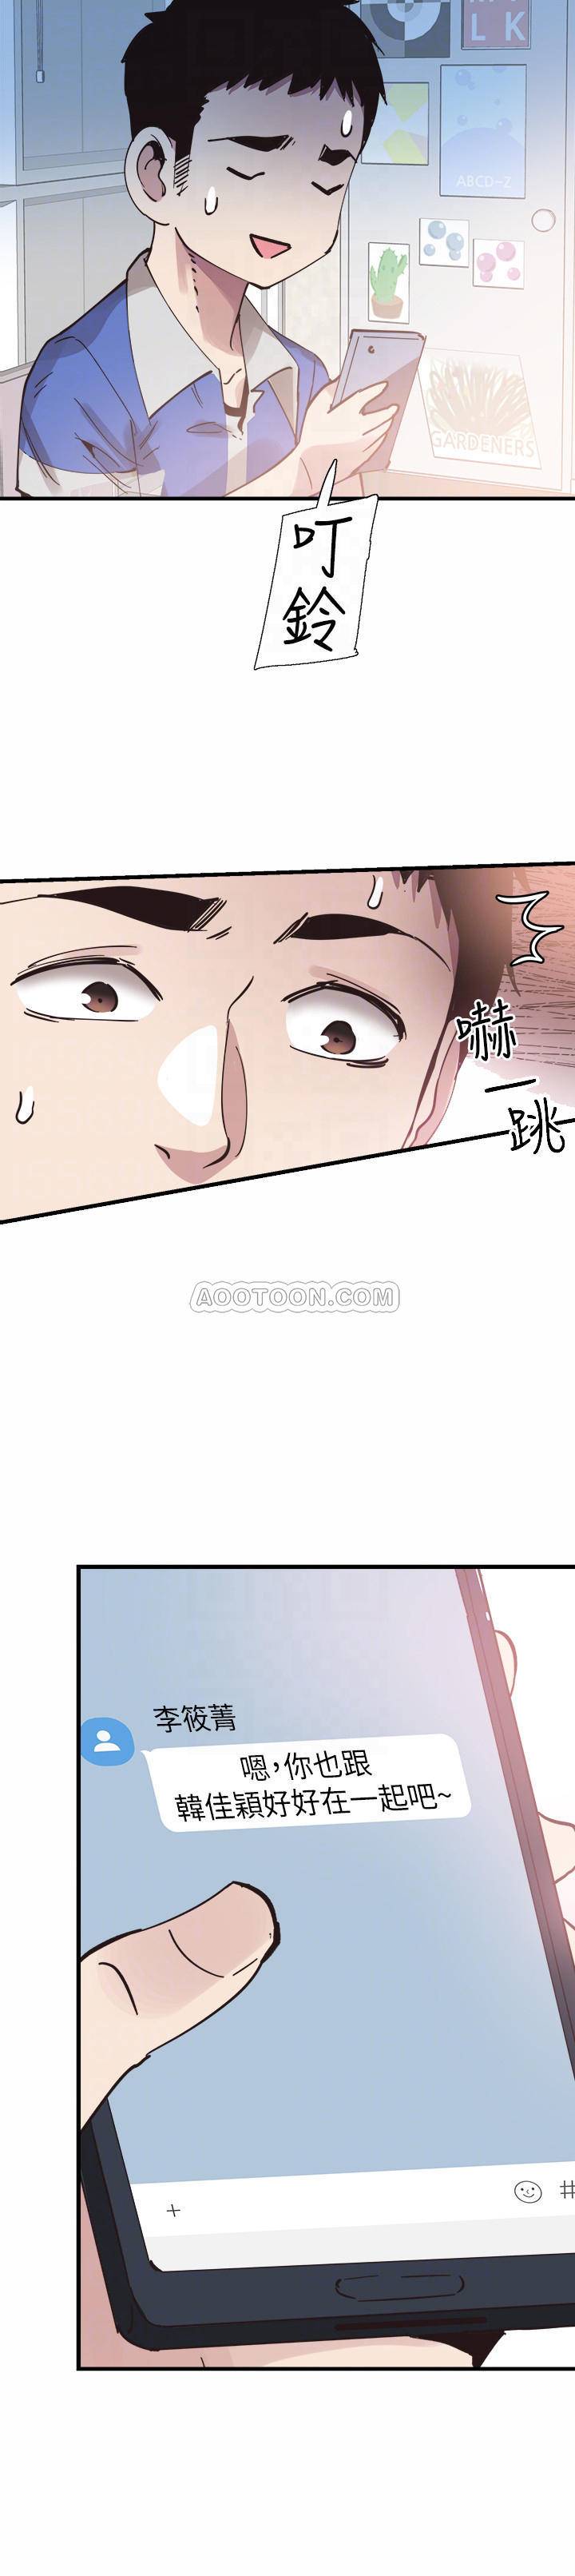 LK
ABCD-Z
GARDENERS
叮
鈴
嚇
一
跳
AOOTOON.COM
李筱菁
嗯，你也跟
韓佳穎好好在一起吧~
+
#